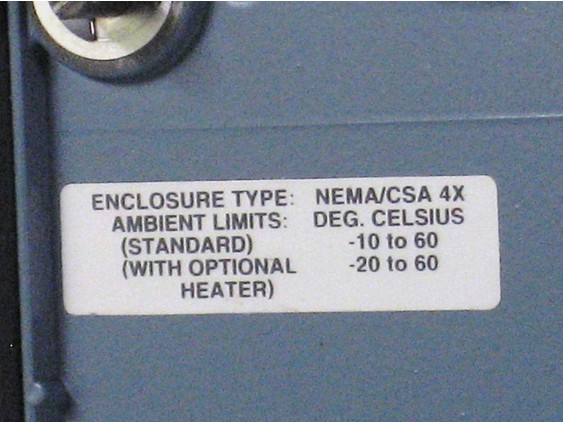 ENCLOSURE TYPE: NEMA/CSA 4X
AMBIENT LIMITS: DEG. CELSIUS
(STANDARD) -10 to 60
(WITH OPTIONAL -20 to 60
HEATER)